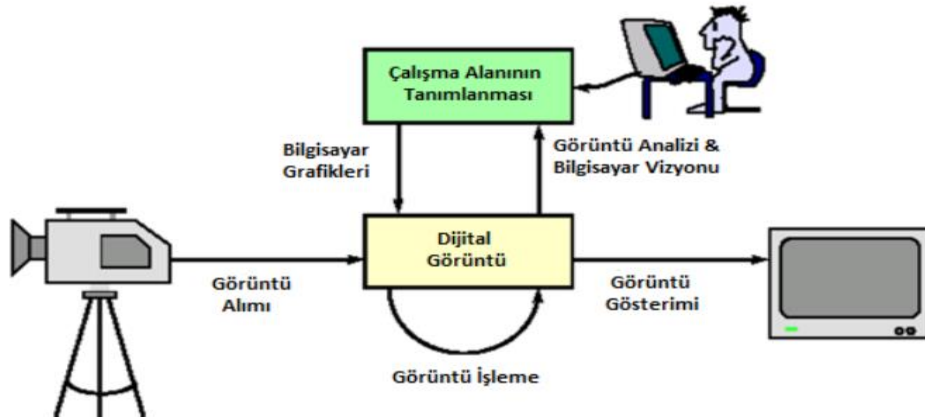 Çalışma Alanının
Tanımlanması
Bilgisayar
Grafikleri
Görüntü Analizi &
Bilgisayar Vizyonu
Dijital
Görüntü
Görüntü
Alımı
Görüntü
Gösterimi
Görüntü İşleme